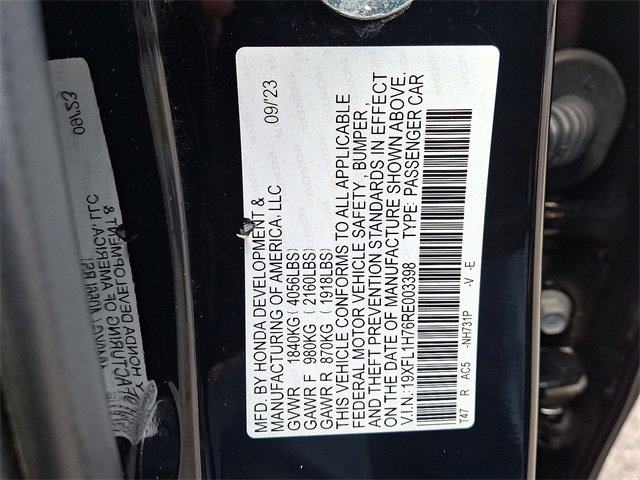 MFD. BY HONDA DEVELOPMENT & 09/'23
MANUFACTURING OF AMERICA, LLC
GVWR 1840KG (4056LBS)
GAWR F 980KG (2160LBS)
GAWR R 870KG (1918LBS)
THIS VEHICLE CONFORMS TO ALL APPLICABLE
FEDERAL MOTOR VEHICLE SAFETY, BUMPER,
AND THEFT PREVENTION STANDARDS IN EFFECT
ON THE DATE OF MANUFACTURE SHOWN ABOVE.
V.I.N:19XFL1H76RE003398 TYPE: PASSENGER CAR
T47 R AC5 -NH731P -V -E